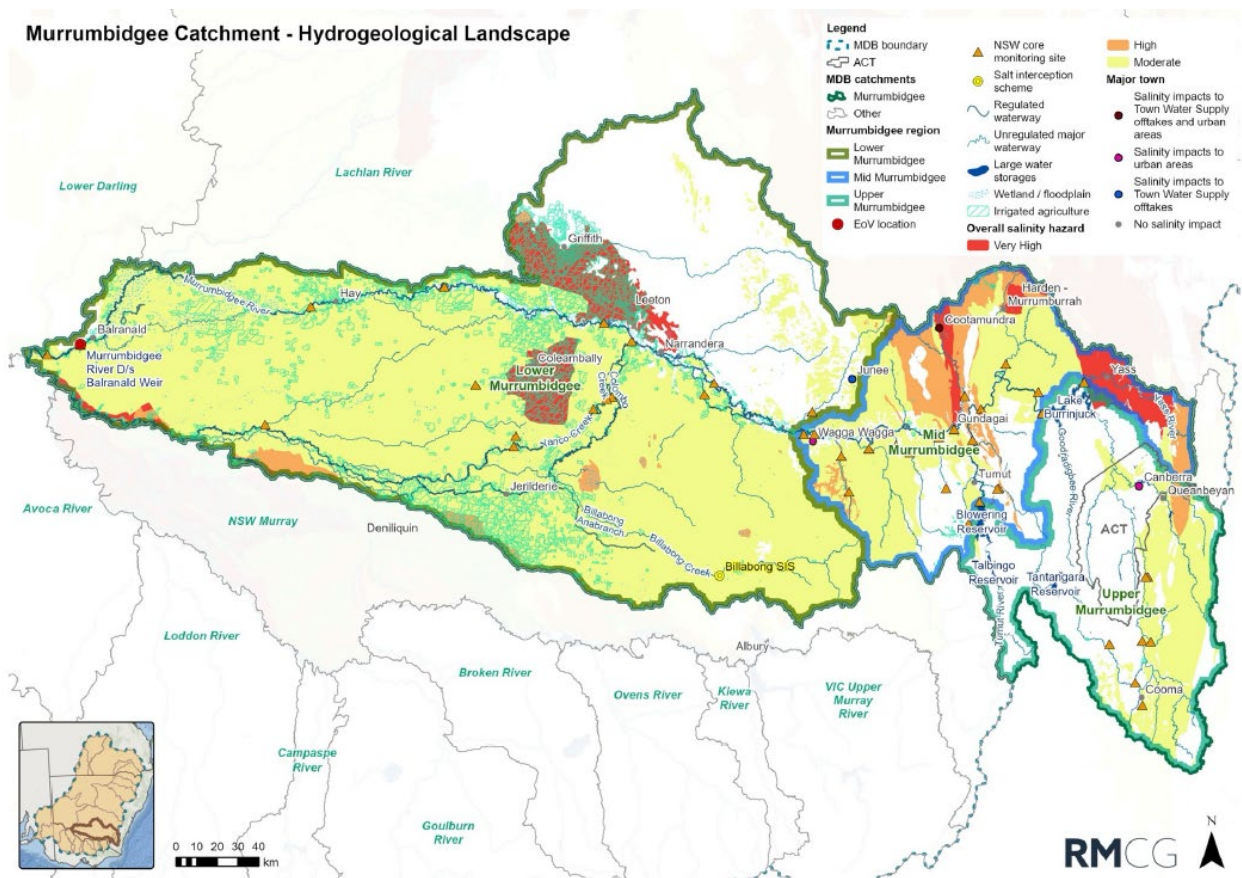 Murrumbidgee Catchment - Hydrogeological Landscape
Legend
MDB boundary
ACT
MDB catchments
Murrumbidgee
Other
Murrumbidgee region
Lower
Murrumbidgee
Mid Murrumbidgee
Upper
Murrumbidgee
EoV location
NSW core
monitoring site
Salt interception
scheme
Regulated
waterway
Unregulated major
waterway
Large water
storages
Wetland / floodplain
Irrigated agriculture
Overall salinity hazard
Very High
High
Moderate
Major town
Salinity impacts to
Town Water Supply
offtakes and urban
areas
Salinity impacts to
urban areas
Salinity impacts to
Town Water Supply
offtakes
No salinity impact
Lower Darling
Lachlan River
Griffith
Leeton
Narrandera
Hay
Murrumbidgee River
Balranald
Murrumbidgee
River D/s
Balranald Weir
Coleambally
Lower
Murrumbidgee
Colombo
Creek
Yanco Creek
Jerilderie
Billabong
Anabranch
Billabong Creek
Billabong SIS
Harden -
Murrumburrah
Cootamundra
Junee
Yass
Yass River
Lake
Burrinjuck
Gundagai
Wagga Wagga
Mid
Murrumbidgee
Goodradigbee River
Tumut
Canberra
Queanbeyan
ACT
Blowering
Reservoir
Talbingo
Reservoir
Tantangara
Reservoir
Tumut River
Upper
Murrumbidgee
Cooma
Avoca River
NSW Murray
Deniliquin
Albury
Loddon River
Broken River
Ovens River
Kiewa
River
VIC Upper
Murray
River
Campaspe
River
Goulburn
River
0 10 20 30 40
km
N
RMCG